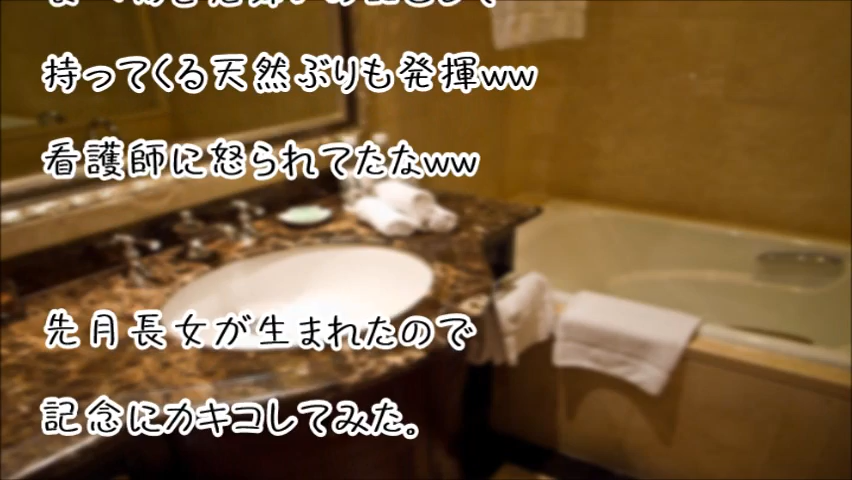 持ってくる天然ぶりも発揮ww
看護師に怒られてたなww
先月長女が生まれたので
記念にカキコしてみた。